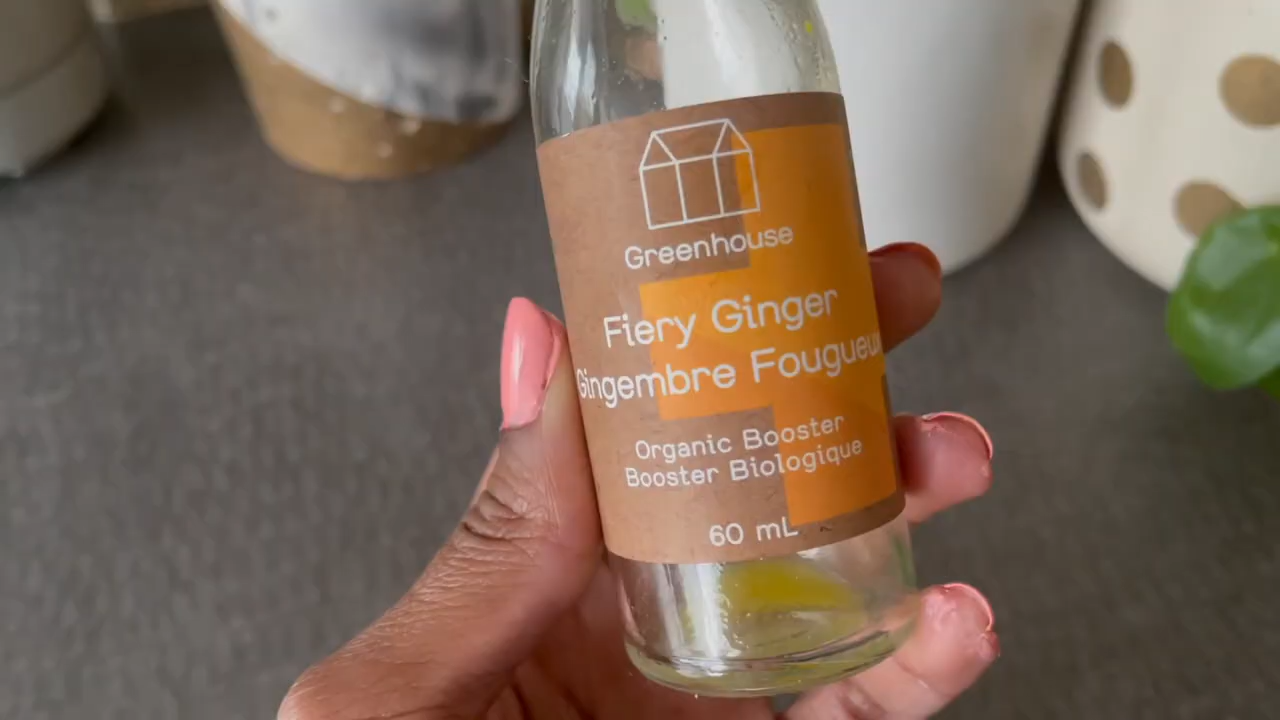 Greenhouse
Fiery Ginger
Gingembre Fougueu
Organic Booster
Booster Biologique
60 mL